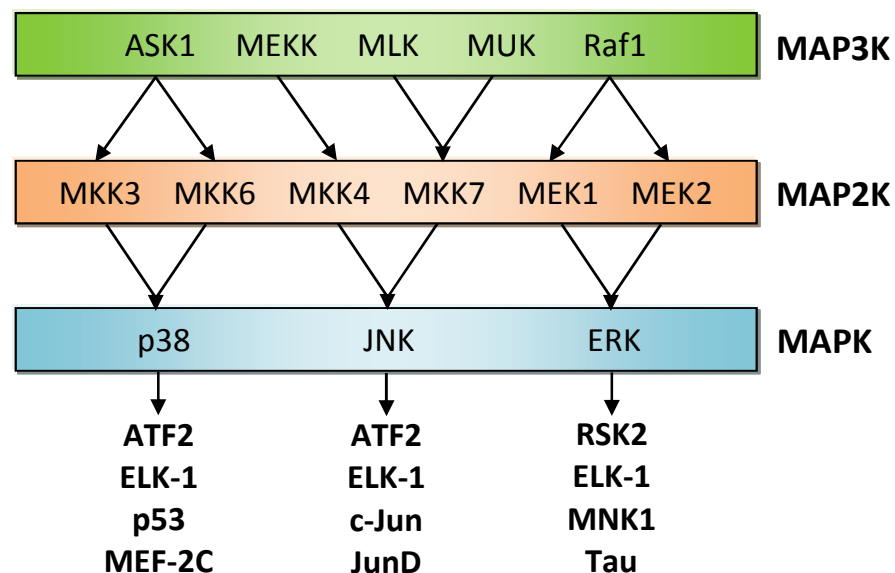 ASK1 MEKK MLK MUK Raf1 MAP3K
MKK3 MKK6 MKK4 MKK7 MEK1 MEK2 MAP2K
p38 JNK ERK MAPK
ATF2 ATF2 RSK2
ELK-1 ELK-1 ELK-1
p53 c-Jun MNK1
MEF-2C JunD Tau